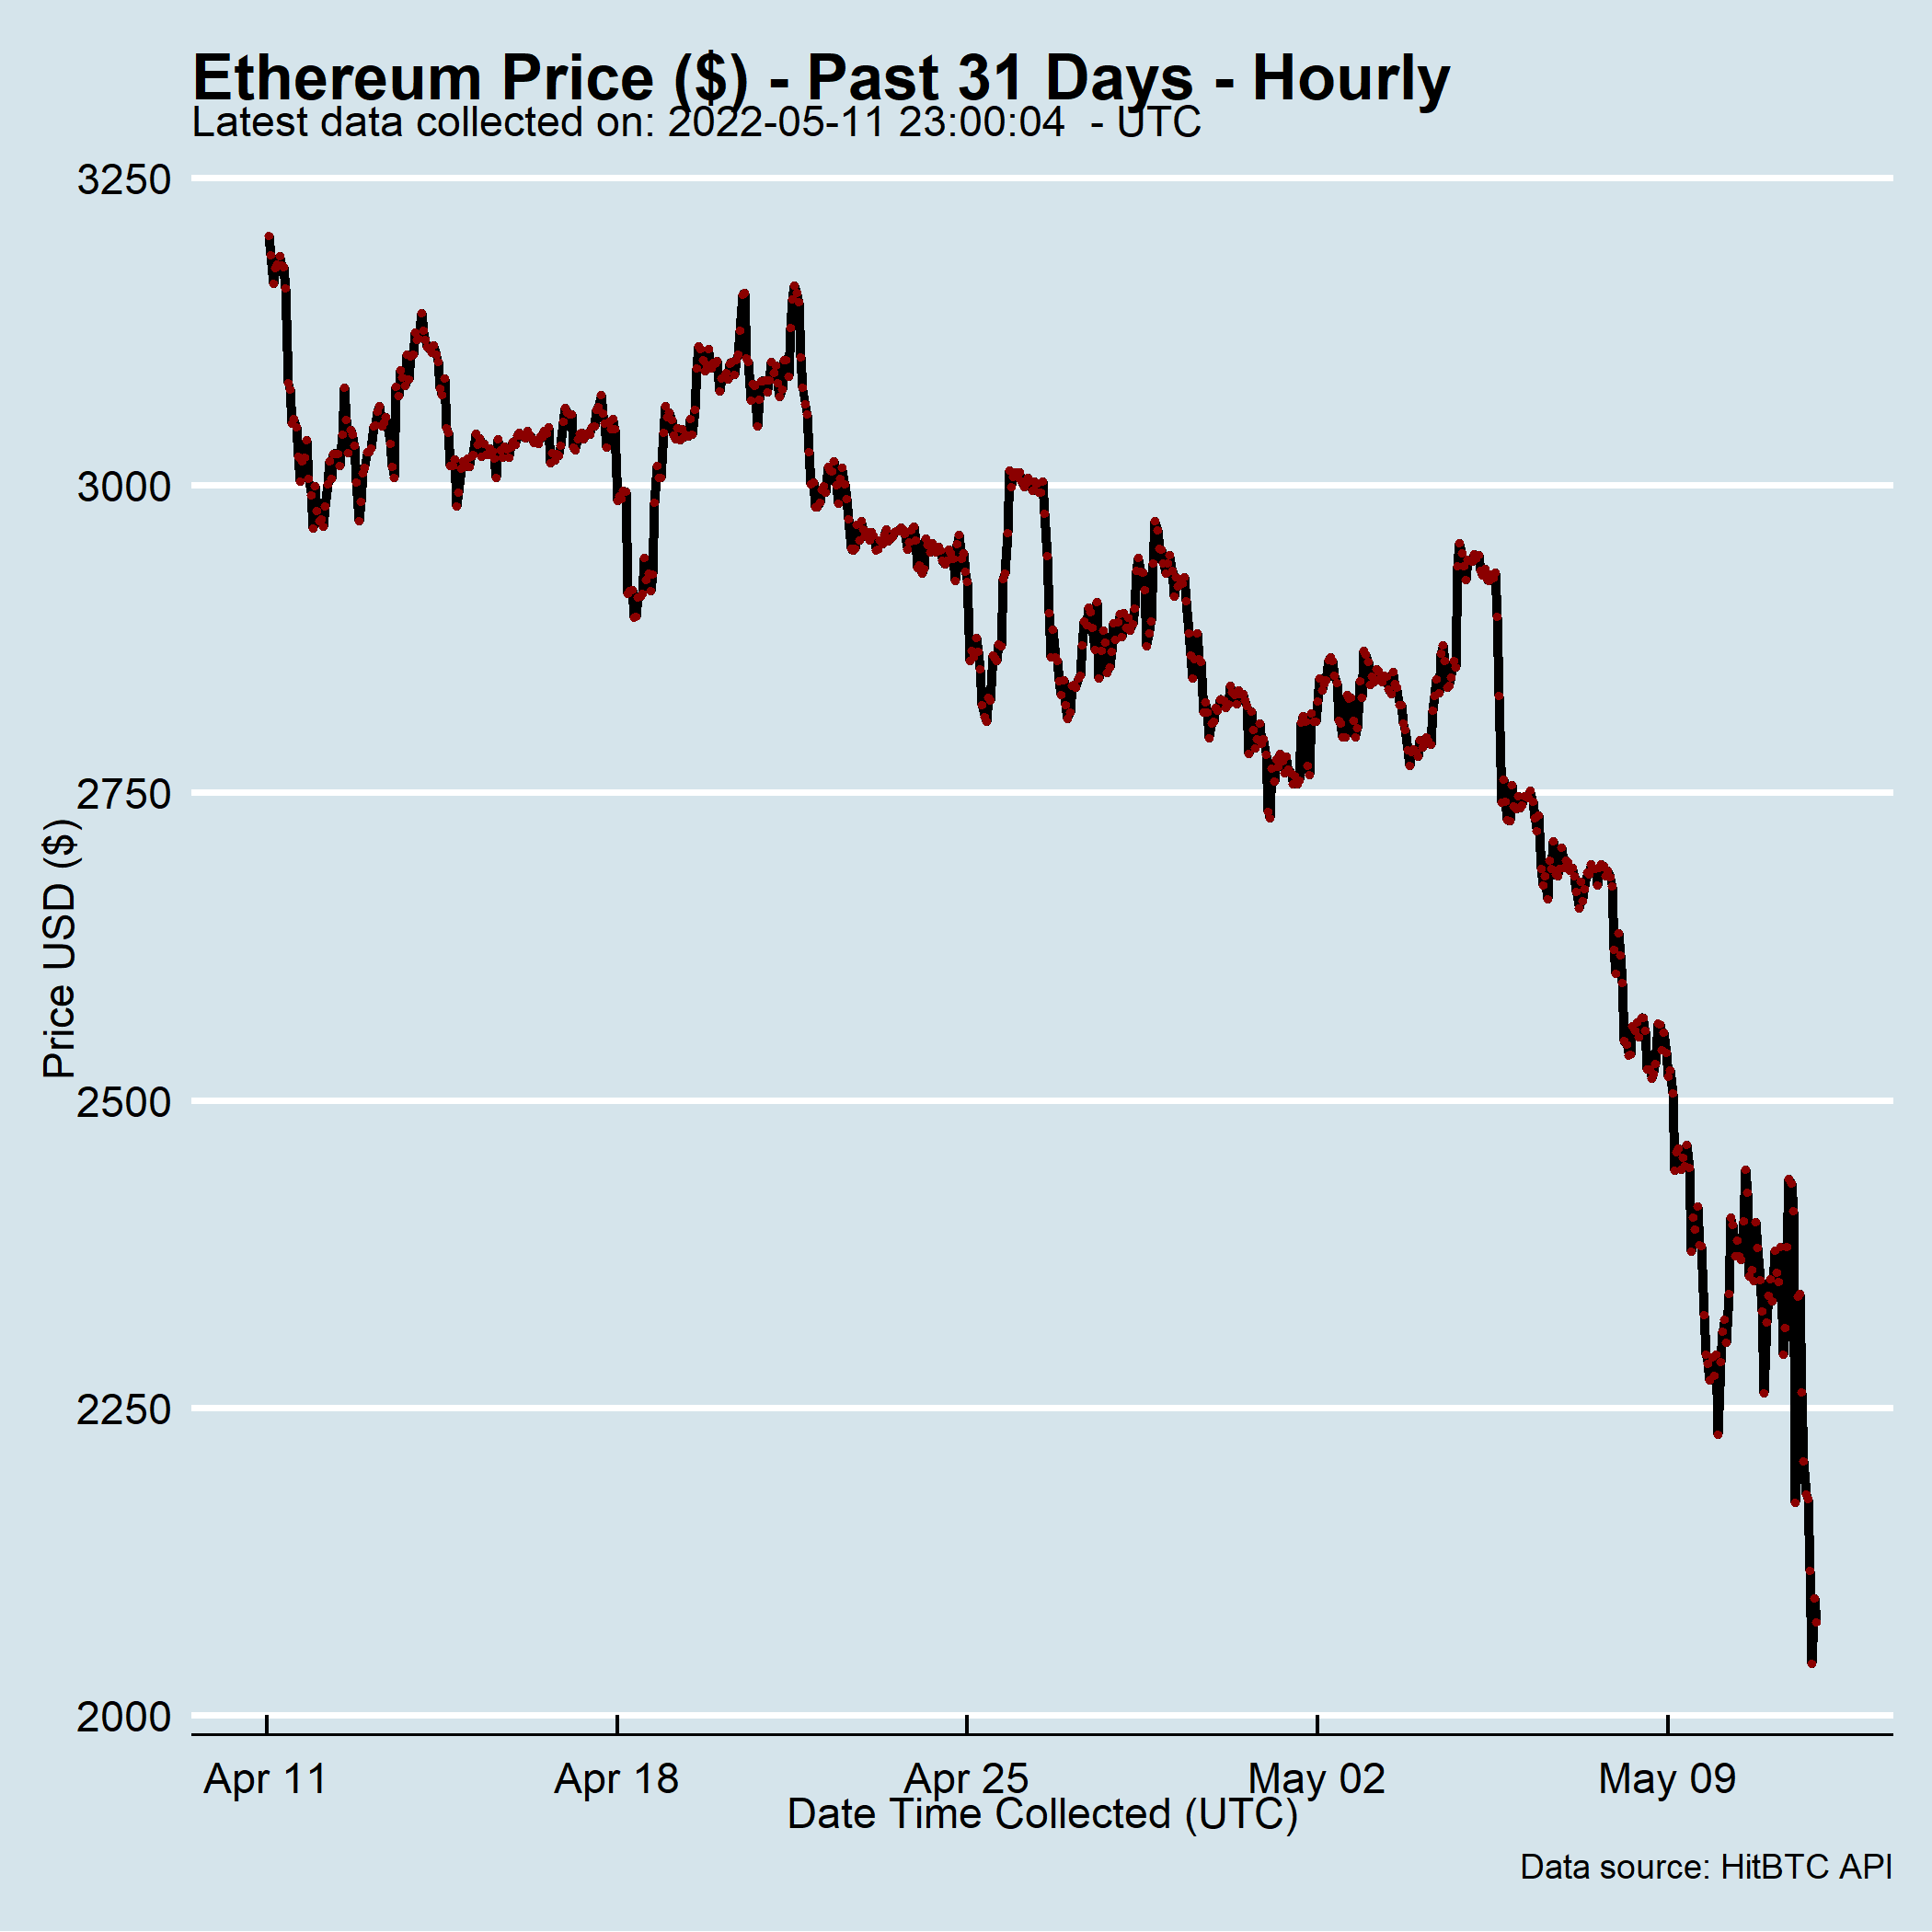 Ethereum Price ($) - Past 31 Days - Hourly
Latest data collected on: 2022-05-11 23:00:04  - UTC
3250
3000
2750
2500
2250
2000
Price USD ($)
Apr 11
Apr 18
Apr 25
May 02
May 09
Date Time Collected (UTC)
Data source: HitBTC API